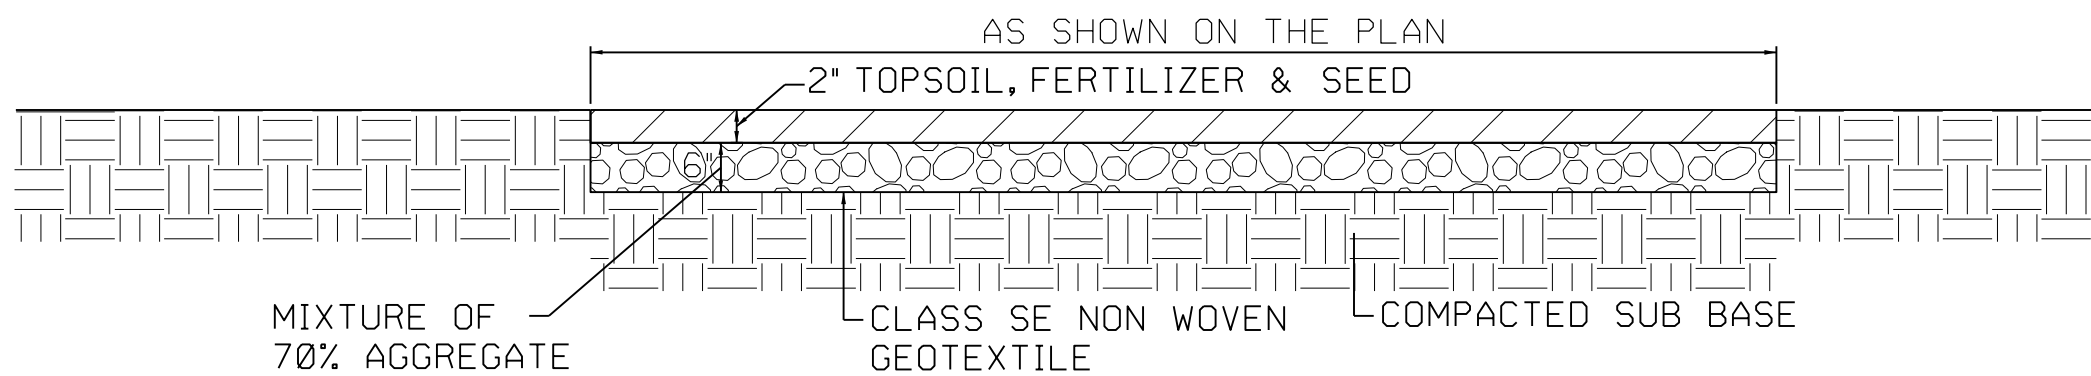 AS SHOWN ON THE PLAN
2" TOPSOIL, FERTILIZER & SEED
6"
MIXTURE OF
70% AGGREGATE
CLASS SE NON WOVEN
GEOTEXTILE
COMPACTED SUB BASE